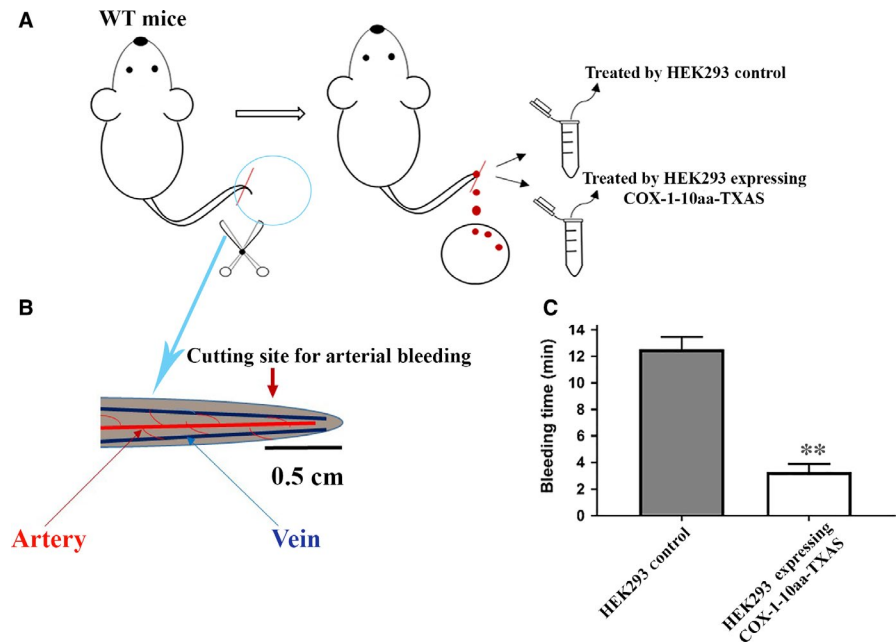 A
WT mice
Treated by HEK293 control
Treated by HEK293 expressing
COX-1-10aa-TXAS
B
Cutting site for arterial bleeding
0.5 cm
Artery
Vein
C
Bleeding time (min)
14
12
10
8
6
4
2
0
**
HEK293 control
HEK293 expressing
COX-1-10aa-TXAS